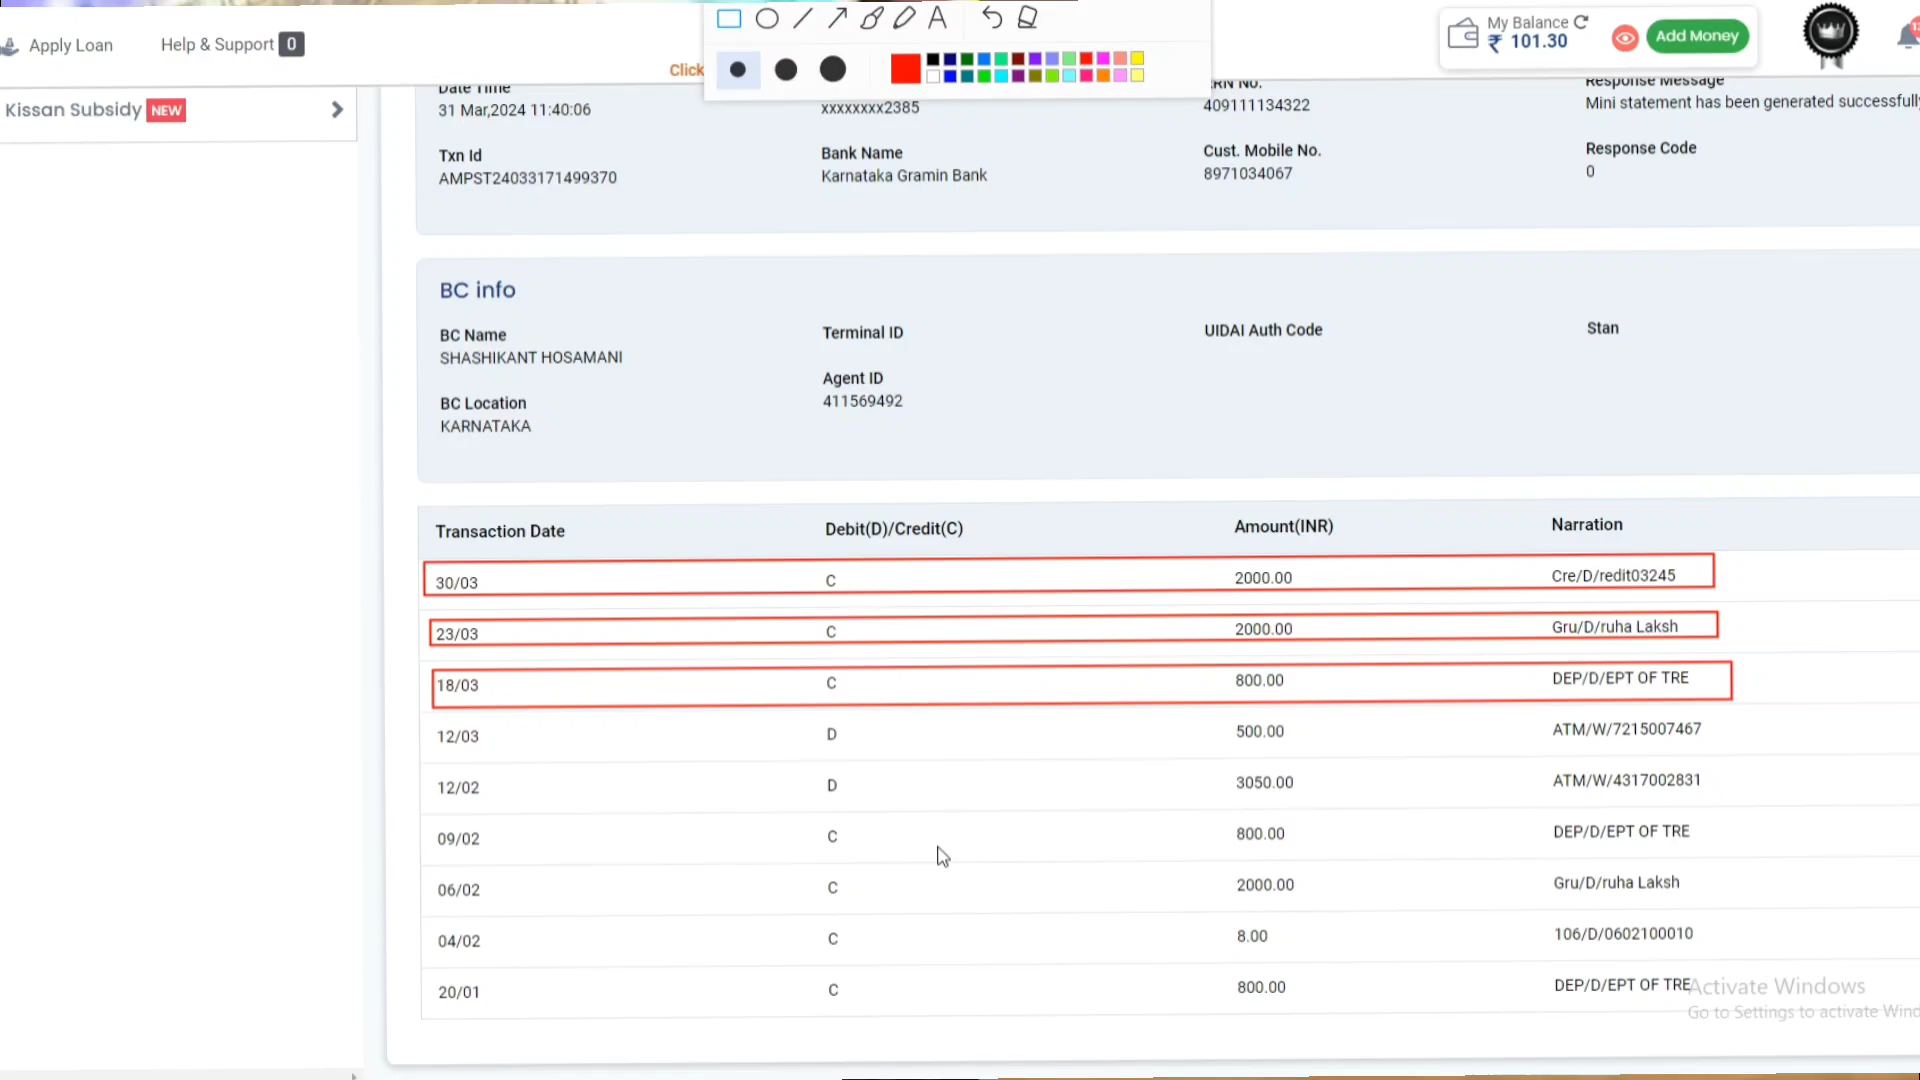 Apply Loan
Help & Support 0
Click
A
My Balance
₹ 101.30
Add Money
Kissan Subsidy NEW
Date Time
31 Mar,2024 11:40:06
xxxxxxxx2385
RRN No.
409111134322
Response Message
Mini statement has been generated successfully
Txn Id
AMPST24033171499370
Bank Name
Karnataka Gramin Bank
Cust. Mobile No.
8971034067
Response Code
0
BC info
BC Name
SHASHIKANT HOSAMANI
BC Location
KARNATAKA
Terminal ID
Agent ID
411569492
UIDAI Auth Code
Stan
Transaction Date Debit(D)/Credit(C) Amount(INR) Narration
30/03 C 2000.00 Cre/D/redit03245
23/03 C 2000.00 Gru/D/ruha Laksh
18/03 C 800.00 DEP/D/EPT OF TRE
12/03 D 500.00 ATM/W/7215007467
12/02 D 3050.00 ATM/W/4317002831
09/02 C 800.00 DEP/D/EPT OF TRE
06/02 C 2000.00 Gru/D/ruha Laksh
04/02 C 8.00 106/D/0602100010
20/01 C 800.00 DEP/D/EPT OF TRE
Activate Windows
Go to Settings to activate Wind